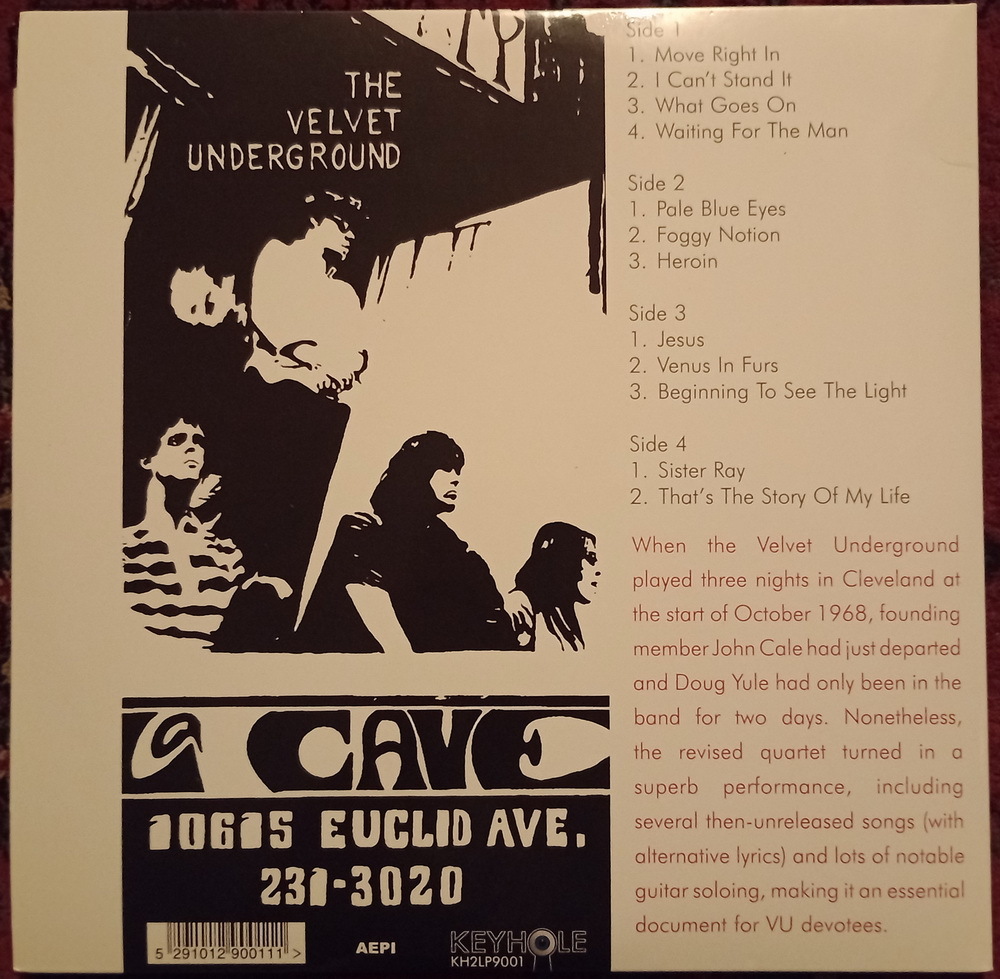 THE
VELVET
UNDERGROUND
Side 1
1. Move Right In
2. I Can't Stand It
3. What Goes On
4. Waiting For The Man
Side 2
1. Pale Blue Eyes
2. Foggy Notion
3. Heroin
Side 3
1. Jesus
2. Venus In Furs
3. Beginning To See The Light
Side 4
1. Sister Ray
2. That's The Story Of My Life
When the Velvet Underground
played three nights in Cleveland at
the start of October 1968, founding
member John Cale had just departed
and Doug Yule had only been in the
band for two days. Nonetheless,
the revised quartet turned in a
superb performance, including
several then-unreleased songs (with
alternative lyrics) and lots of notable
guitar soloing, making it an essential
document for VU devotees.
CAVE
10615 EUCLID AVE.
231-3020
5 291012 900111 >
AEPI
KEYHOLE
KH2LP9001